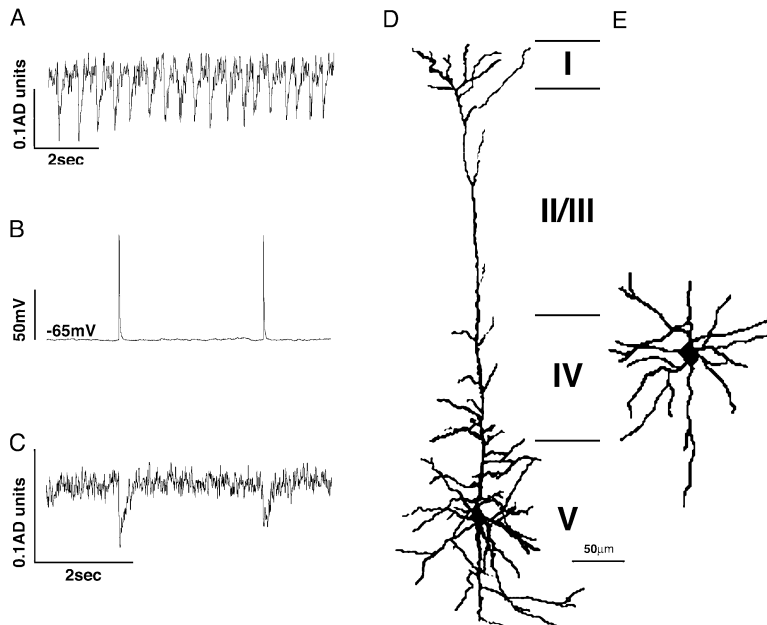 A
0.1AD units
2sec
B
50mV
-65mV
C
0.1AD units
2sec
D
I
II/III
IV
V
50µm
E